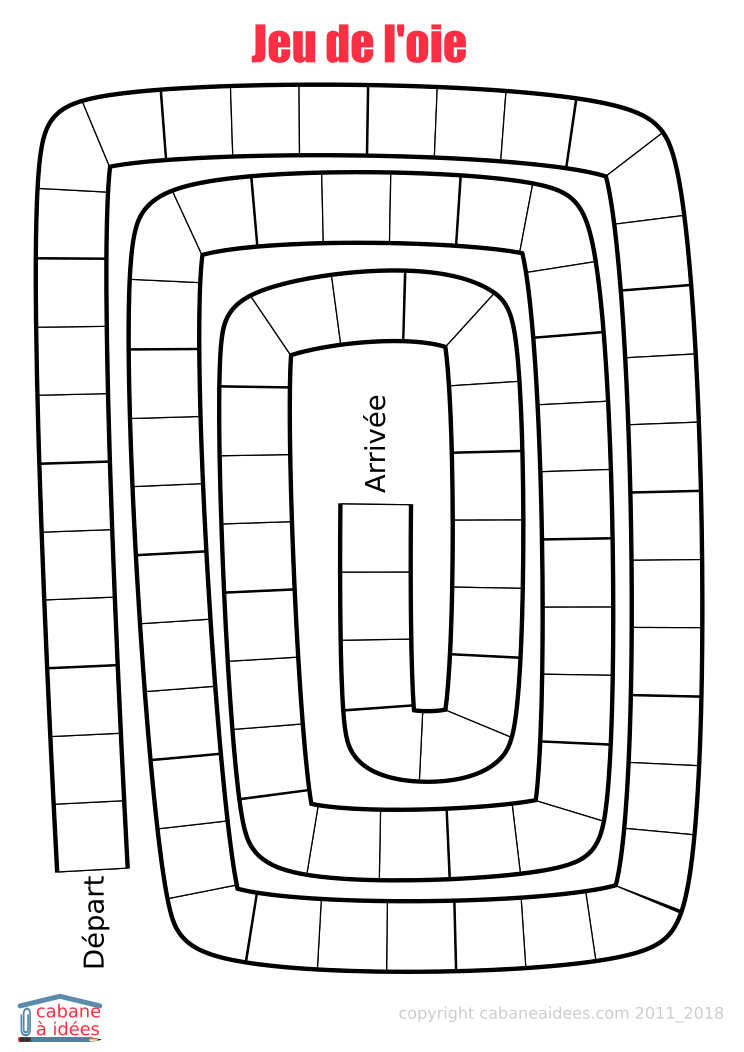 Jeu de l'oie
Arrivée
Départ
cabane
à idées
copyright cabaneaidees.com 2011_2018